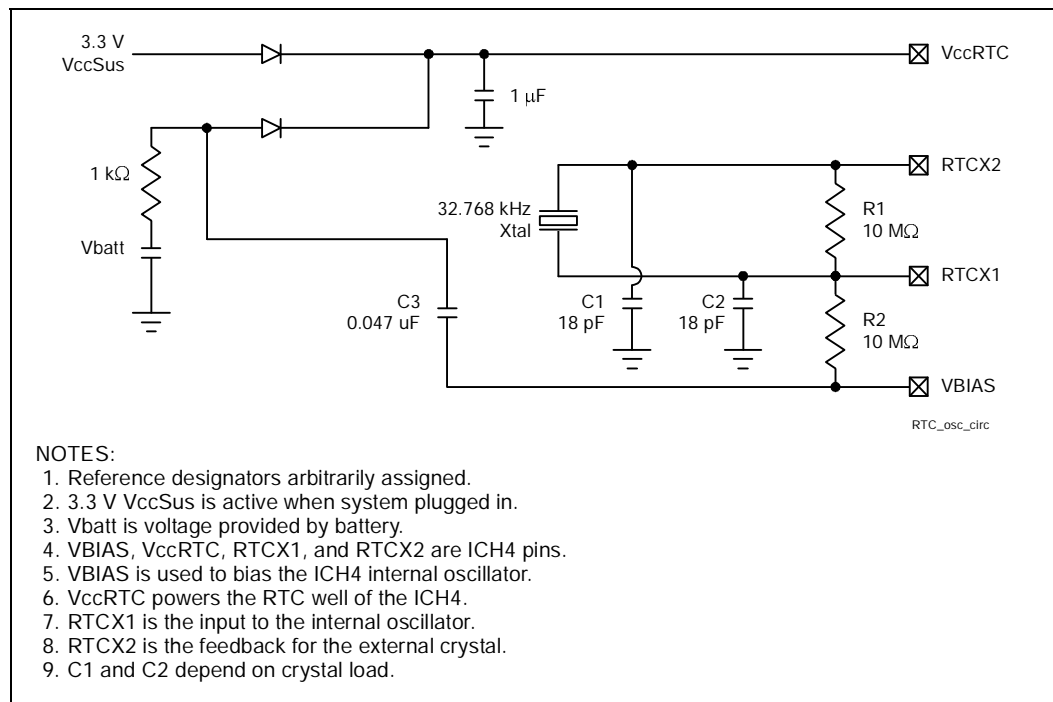 3.3 V
VccSus
VccRTC
1 μF
1 kΩ
Vbatt
RTCX2
32.768 kHz
Xtal
R1
10 MΩ
RTCX1
C3
0.047 uF
C1
18 pF
C2
18 pF
R2
10 MΩ
VBIAS
RTC_osc_circ
NOTES:
1. Reference designators arbitrarily assigned.
2. 3.3 V VccSus is active when system plugged in.
3. Vbatt is voltage provided by battery.
4. VBIAS, VccRTC, RTCX1, and RTCX2 are ICH4 pins.
5. VBIAS is used to bias the ICH4 internal oscillator.
6. VccRTC powers the RTC well of the ICH4.
7. RTCX1 is the input to the internal oscillator.
8. RTCX2 is the feedback for the external crystal.
9. C1 and C2 depend on crystal load.